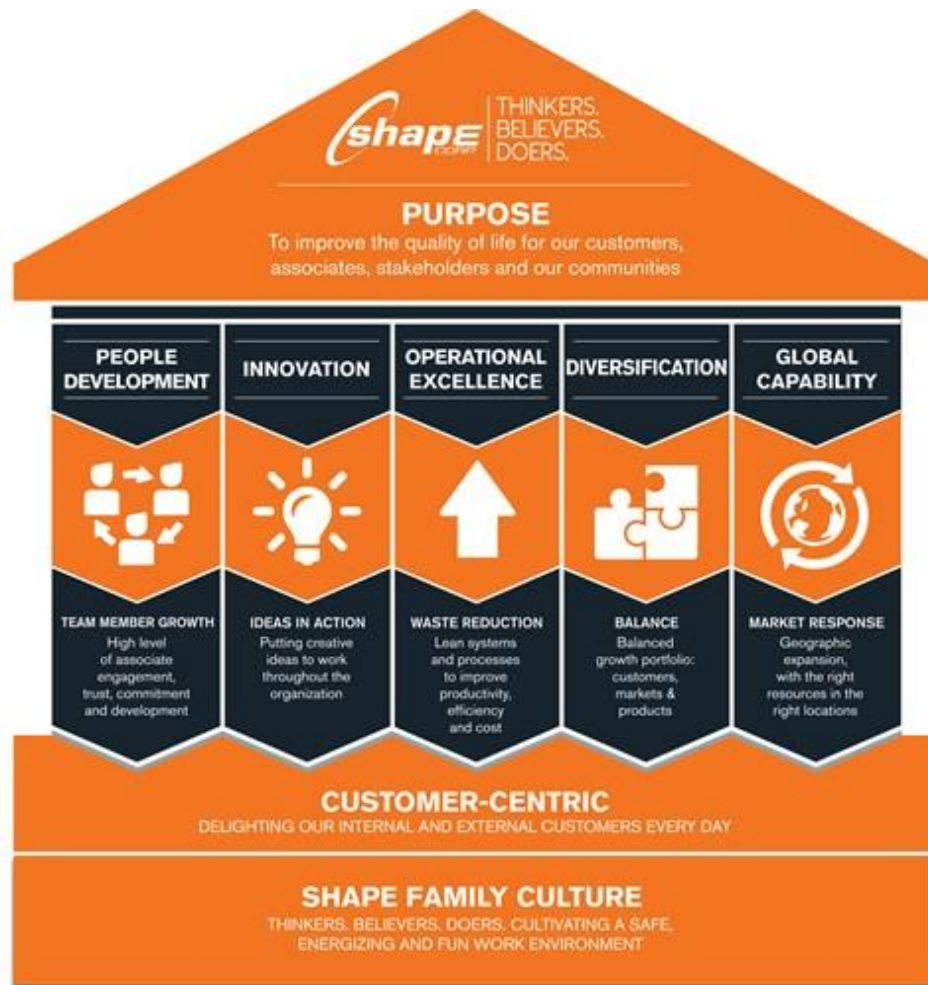 shape
CORP
THINKERS.
BELIEVERS.
DOERS.
PURPOSE
To improve the quality of life for our customers,
associates, stakeholders and our communities
PEOPLE
DEVELOPMENT
TEAM MEMBER GROWTH
High level
of associate
engagement,
trust, commitment
and development
INNOVATION
IDEAS IN ACTION
Putting creative
ideas to work
throughout the
organization
OPERATIONAL
EXCELLENCE
WASTE REDUCTION
Lean systems
and processes
to improve
productivity,
efficiency
and cost
DIVERSIFICATION
BALANCE
Balanced
growth portfolio:
customers,
markets &
products
GLOBAL
CAPABILITY
MARKET RESPONSE
Geographic
expansion,
with the right
resources in the
right locations
CUSTOMER-CENTRIC
DELIGHTING OUR INTERNAL AND EXTERNAL CUSTOMERS EVERY DAY
SHAPE FAMILY CULTURE
THINKERS. BELIEVERS. DOERS. CULTIVATING A SAFE,
ENERGIZING AND FUN WORK ENVIRONMENT